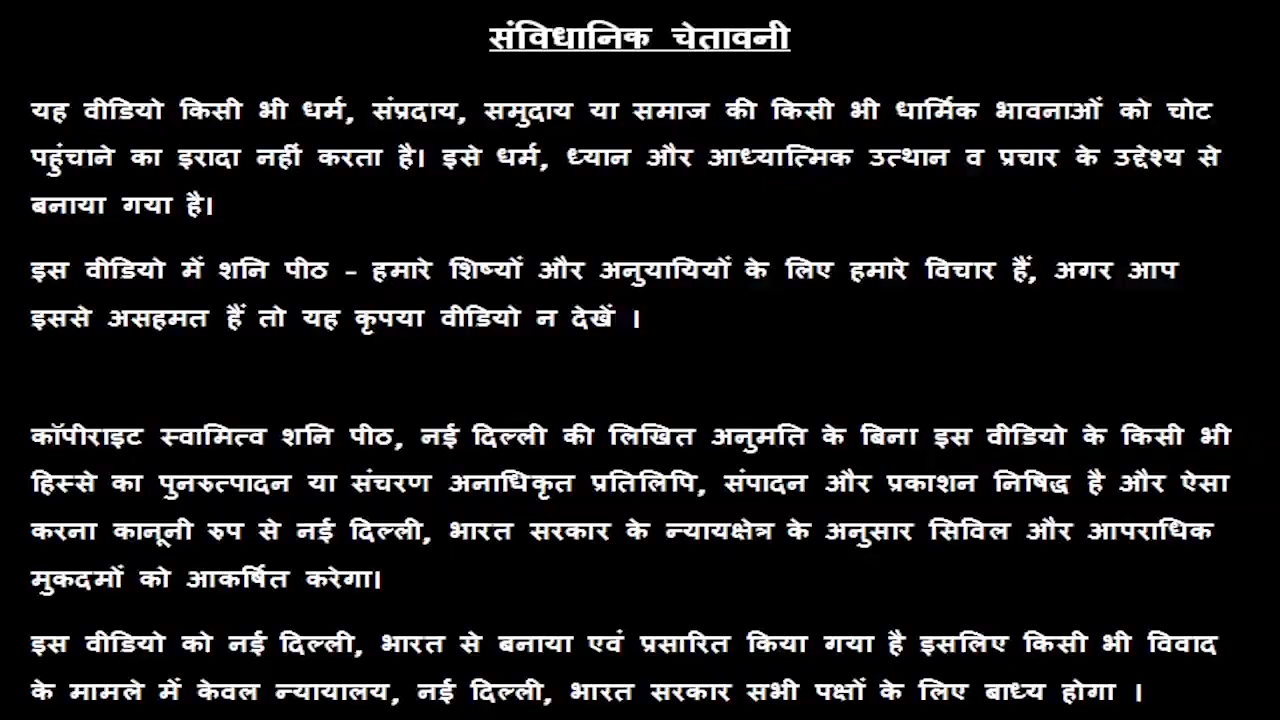 संविधानिक चेतावनी
यह वीडियो किसी भी धर्म, संप्रदाय, समुदाय या समाज की किसी भी धार्मिक भावनाओं को चोट
पहुंचाने का इरादा नहीं करता है। इसे धर्म, ध्यान और आध्यात्मिक उत्थान व प्रचार के उद्देश्य से
बनाया गया है।
इस वीडियो में शनि पीठ – हमारे शिष्यों और अनुयायियों के लिए हमारे विचार हैं, अगर आप
इससे असहमत हैं तो यह कृपया वीडियो न देखें ।
कॉपीराइट स्वामित्व शनि पीठ, नई दिल्ली की लिखित अनुमति के बिना इस वीडियो के किसी भी
हिस्से का पुनरुत्पादन या संचरण अनाधिकृत प्रतिलिपि, संपादन और प्रकाशन निषिद्ध है और ऐसा
करना कानूनी रुप से नई दिल्ली, भारत सरकार के न्यायक्षेत्र के अनुसार सिविल और आपराधिक
मुकदमों को आकर्षित करेगा।
इस वीडियो को नई दिल्ली, भारत से बनाया एवं प्रसारित किया गया है इसलिए किसी भी विवाद
के मामले में केवल न्यायालय, नई दिल्ली, भारत सरकार सभी पक्षों के लिए बाध्य होगा ।